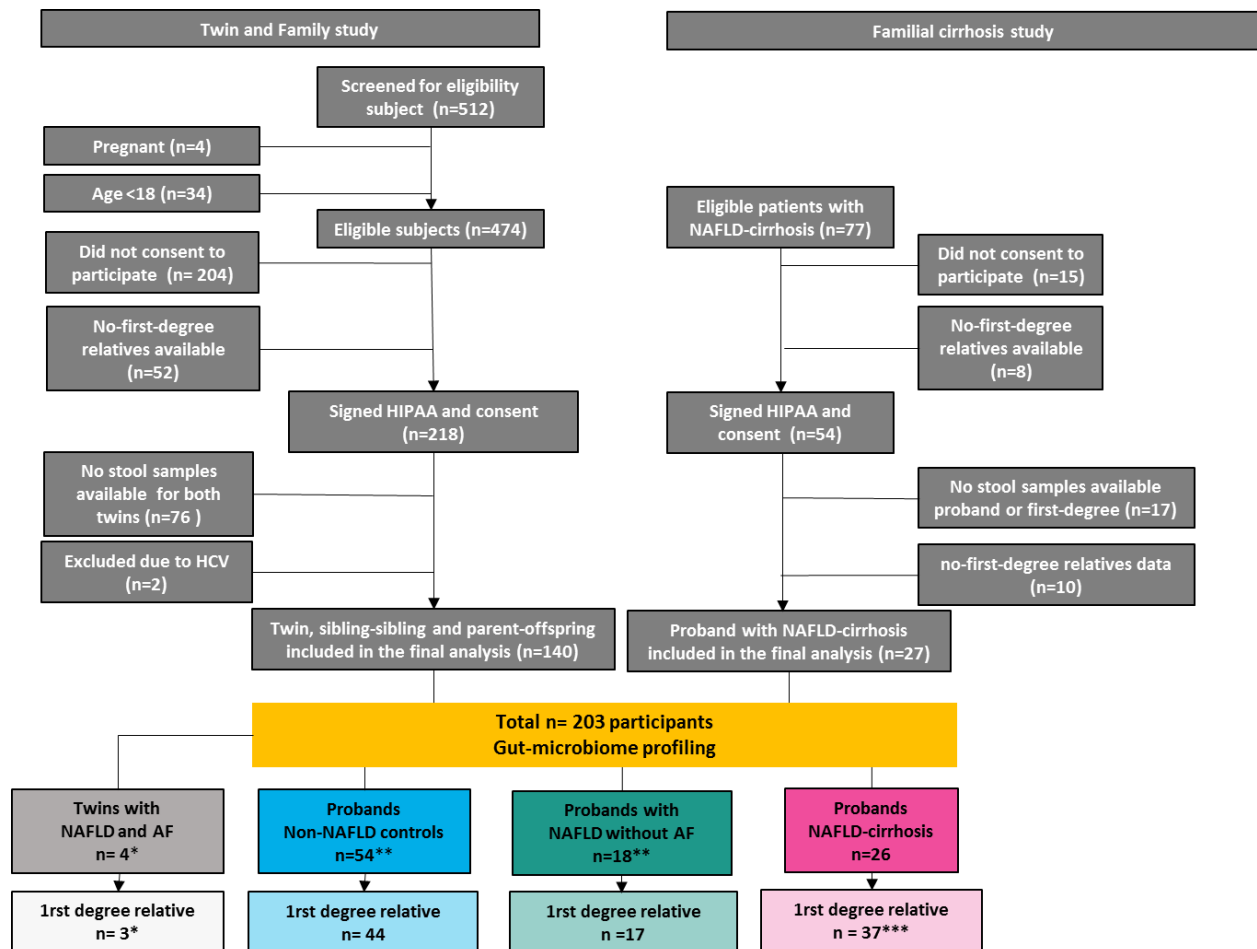 Twin and Family study
Familial cirrhosis study
Screened for eligibility
subject (n=512)
Pregnant (n=4)
Age <18 (n=34)
Eligible subjects (n=474)
Eligible patients with
NAFLD-cirrhosis (n=77)
Did not consent to
participate (n= 204)
Did not consent to
participate (n=15)
No-first-degree
relatives available
(n=52)
No-first-degree
relatives available
(n=8)
Signed HIPAA and consent
(n=218)
Signed HIPAA and
consent (n=54)
No stool samples
available for both
twins (n=76 )
No stool samples available
proband or first-degree (n=17)
Excluded due to HCV
(n=2)
no-first-degree relatives data
(n=10)
Twin, sibling-sibling and parent-offspring
included in the final analysis (n=140)
Proband with NAFLD-cirrhosis
included in the final analysis (n=27)
Total n= 203 participants
Gut-microbiome profiling
Twins with
NAFLD and AF
n= 4*
Probands
Non-NAFLD controls
n=54**
Probands with
NAFLD without AF
n=18**
Probands
NAFLD-cirrhosis
n=26
1rst degree relative
n= 3*
1rst degree relative
n= 44
1rst degree relative
n =17
1rst degree relative
n = 37***